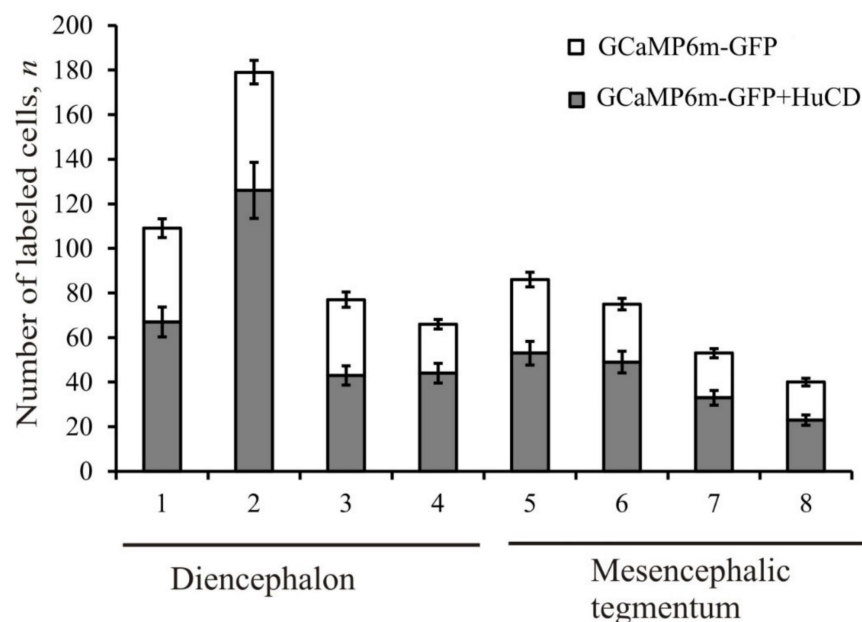 Number of labeled cells, n
200
180
160
140
120
100
80
60
40
20
0
GCaMP6m-GFP
GCaMP6m-GFP+HuCD
1 2 3 4 5 6 7 8
Diencephalon
Mesencephalic
tegmentum